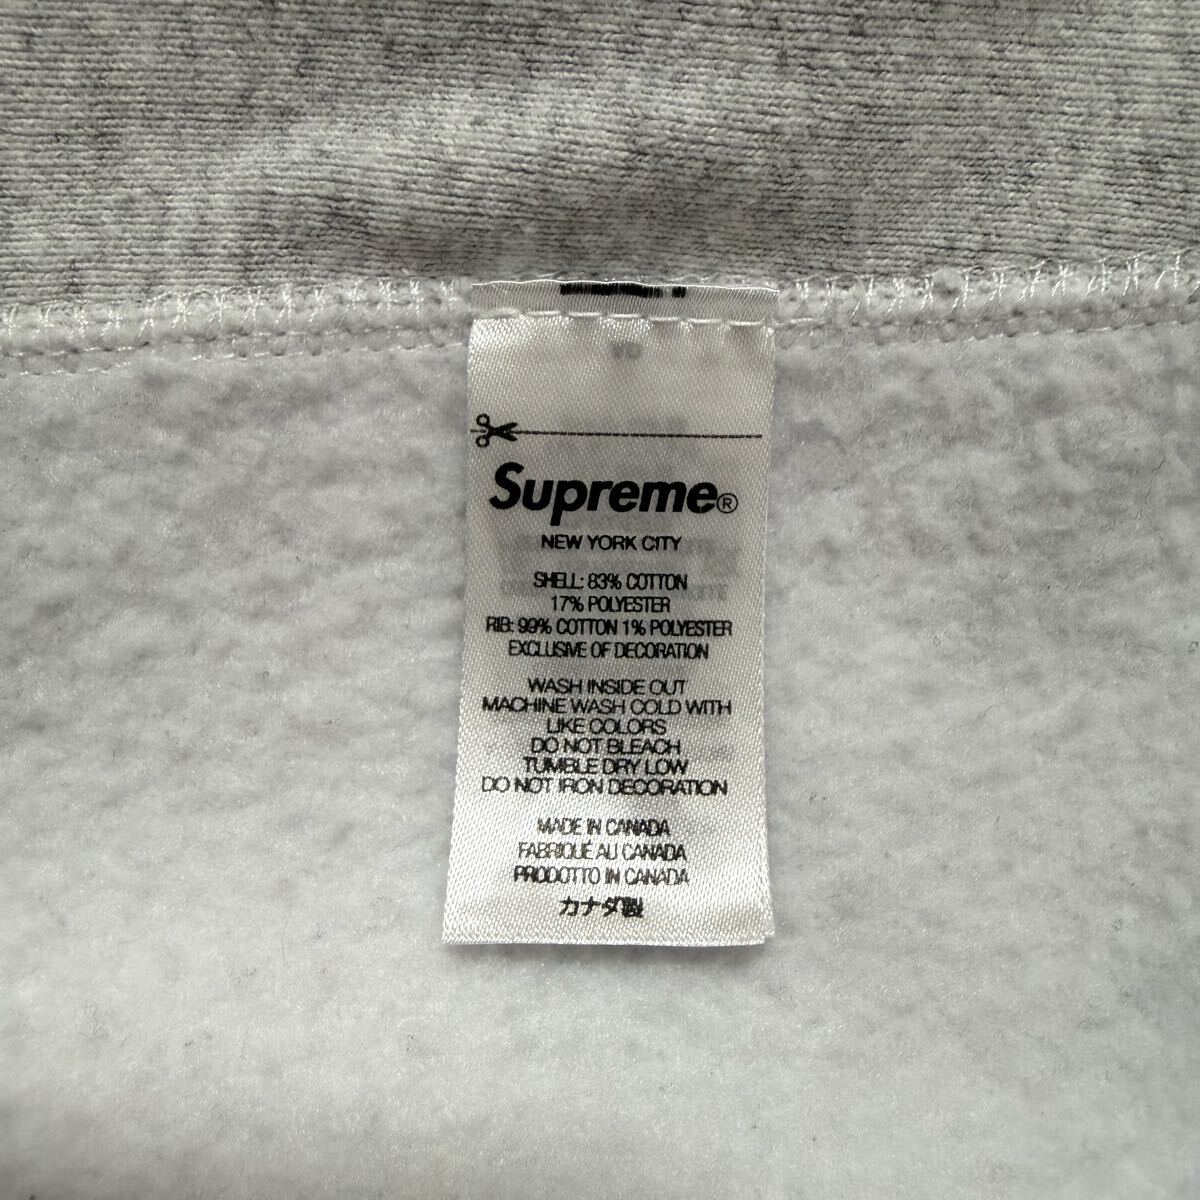 Supreme®
NEW YORK CITY
SHELL: 83% COTTON
17% POLYESTER
RIB: 99% COTTON 1% POLYESTER
EXCLUSIVE OF DECORATION
WASH INSIDE OUT
MACHINE WASH COLD WITH
LIKE COLORS
DO NOT BLEACH
TUMBLE DRY LOW
DO NOT IRON DECORATION
MADE IN CANADA
FABRIQUÉ AU CANADA
PRODOTTO IN CANADA
カナダ製